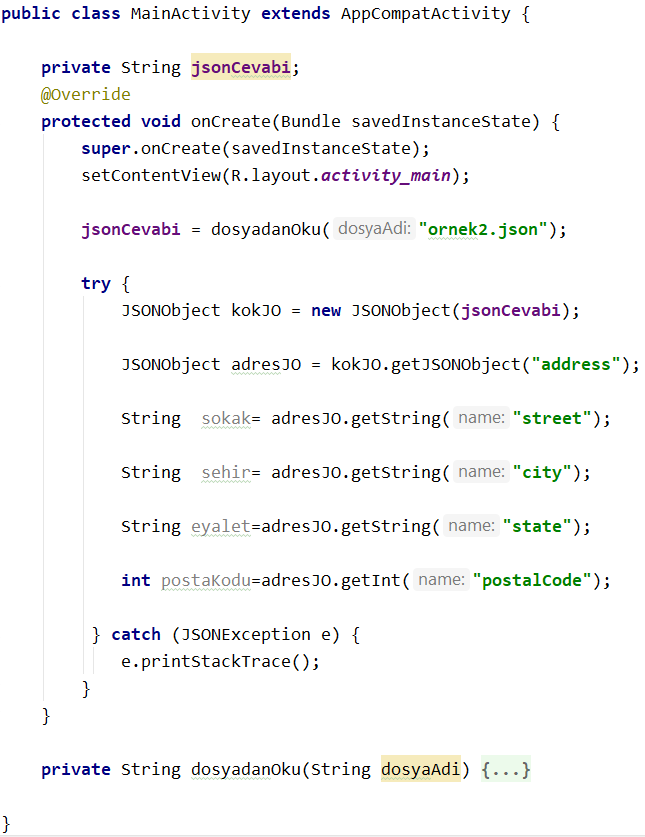 public class MainActivity extends AppCompatActivity {
private String jsonCevabi;
@Override
protected void onCreate(Bundle savedInstanceState) {
super.onCreate(savedInstanceState);
setContentView(R.layout.activity_main);
jsonCevabi = dosyadanOku( dosyaAdi: "ornek2.json");
try {
JSONObject kokJO = new JSONObject(jsonCevabi);
JSONObject adresJO = kokJO.getJSONObject("address");
String  sokak= adresJO.getString( name: "street");
String  sehir= adresJO.getString( name: "city");
String eyalet=adresJO.getString( name: "state");
int postaKodu=adresJO.getInt( name: "postalCode");
} catch (JSONException e) {
e.printStackTrace();
}
}
private String dosyadanOku(String dosyaAdi) {...}
}